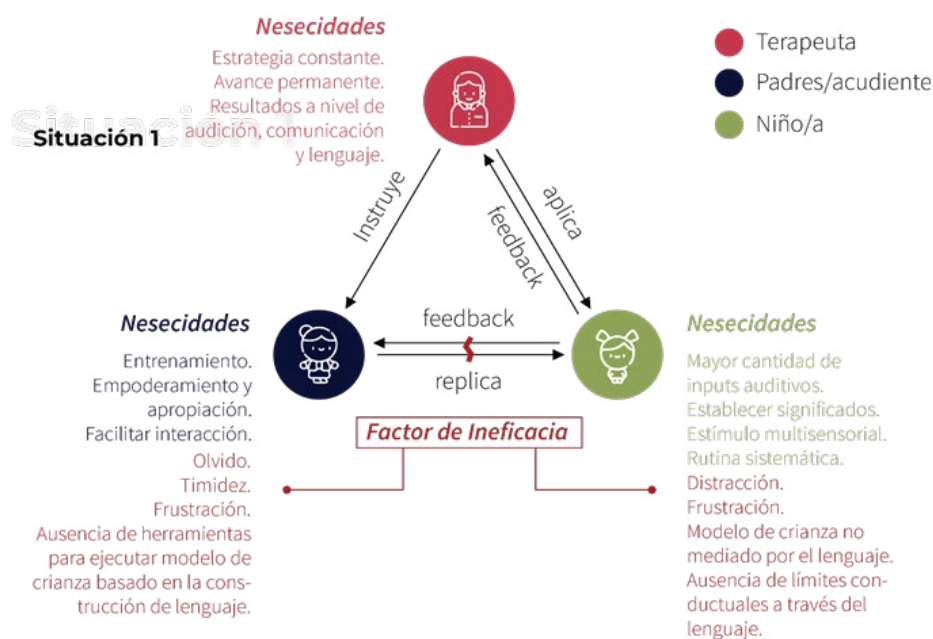 Nesecidades
Estrategia constante.
Avance permanente.
Resultados a nivel de
audición, comunicación
y lenguaje.
Terapeuta
Padres/acudiente
Niño/a
Situación 1
Situación 1
Instruye
aplica
feedback
Nesecidades
Entrenamiento.
Empoderamiento y
apropiación.
Facilitar interacción.
Olvido.
Timidez.
Frustración.
Ausencia de herramientas
para ejecutar modelo de
crianza basado en la cons-
trucción de lenguaje.
feedback
replica
Factor de Ineficacia
Nesecidades
Mayor cantidad de
inputs auditivos.
Establecer significados.
Estímulo multisensorial.
Rutina sistemática.
Distracción.
Frustración.
Modelo de crianza no
mediado por el lenguaje.
Ausencia de límites con-
ductuales a través del
lenguaje.